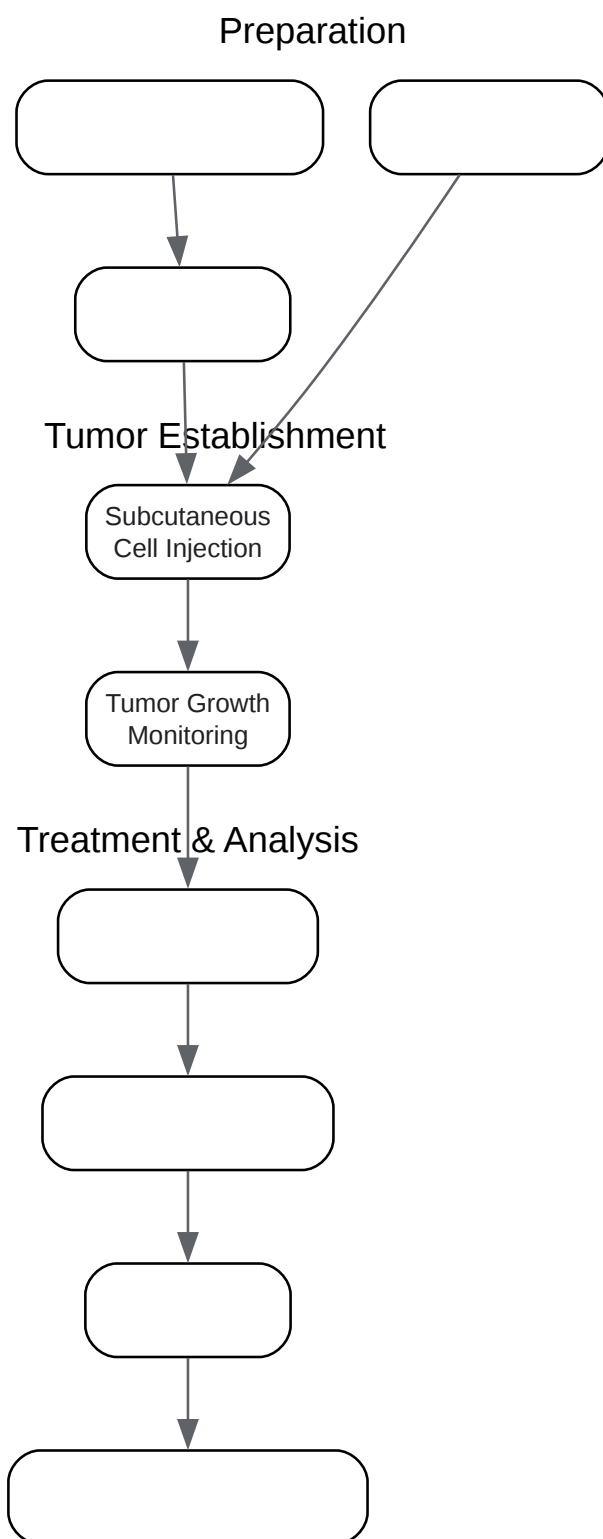 Preparation
Tumor Establishment
Subcutaneous
Cell Injection
Tumor Growth
Monitoring
Treatment & Analysis